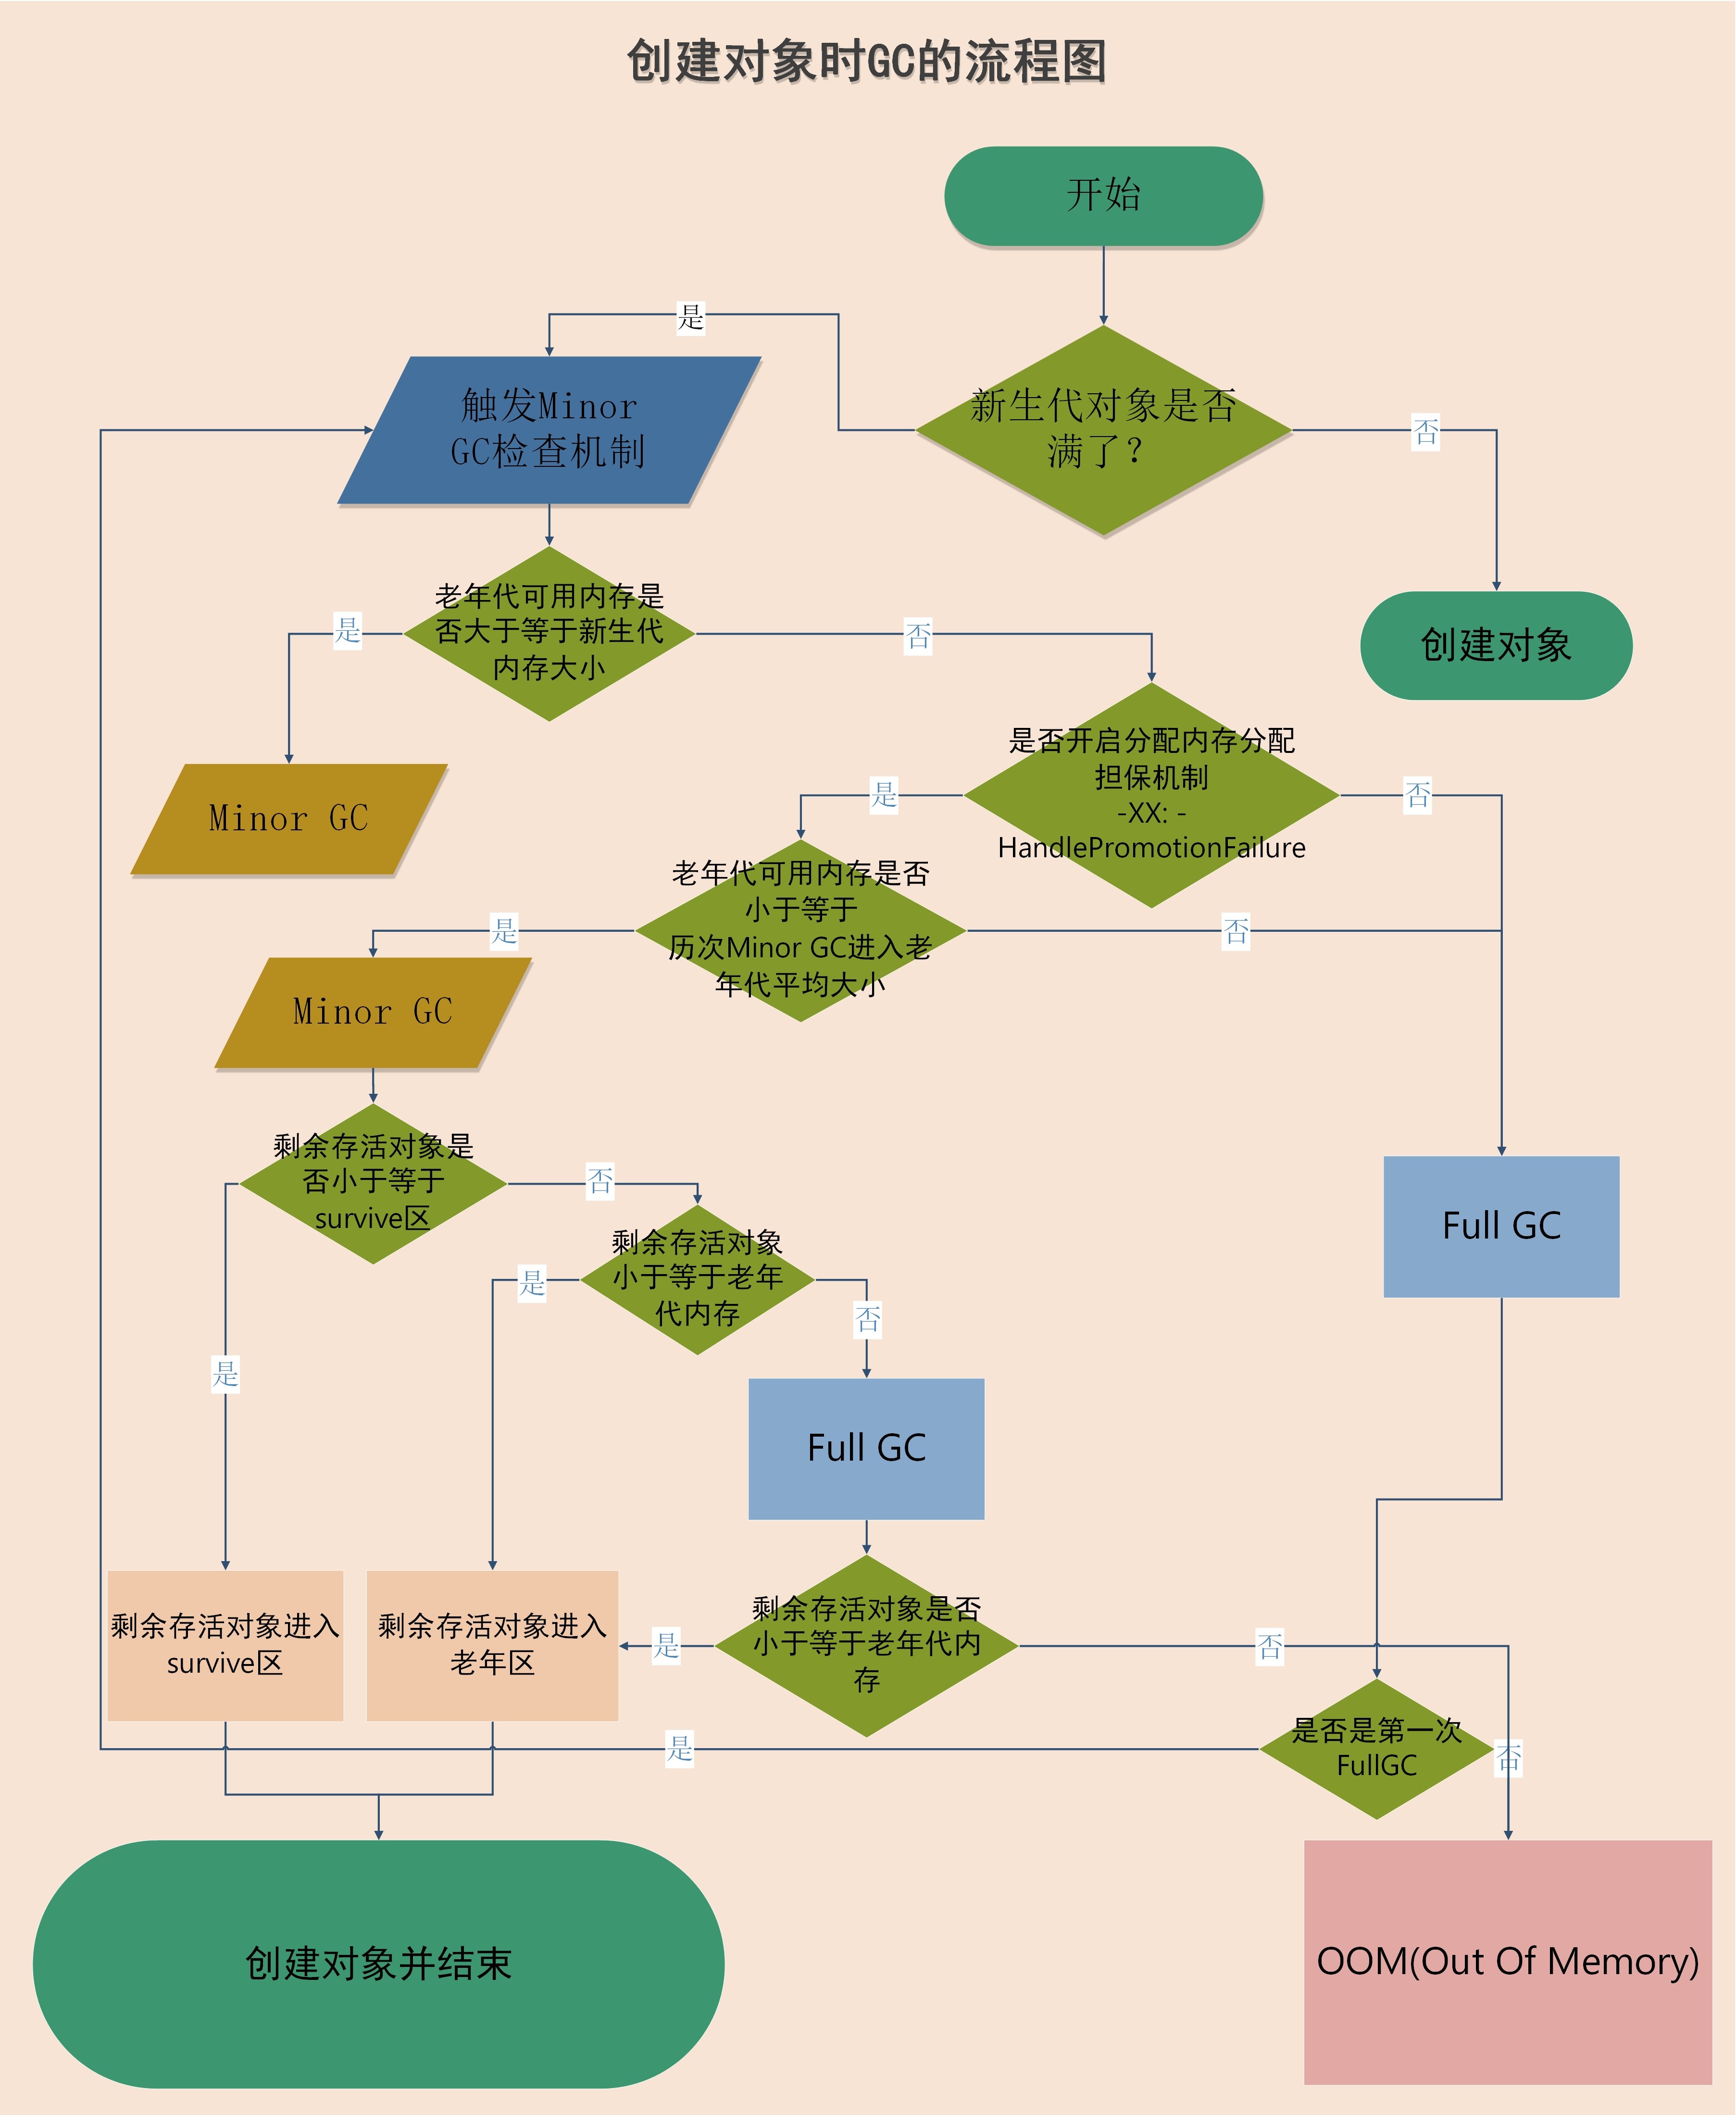 创建对象时GC的流程图
开始
是
触发Minor
GC检查机制
新生代对象是否
满了？
否
创建对象
老年代可用内存是
否大于等于新生代
内存大小
是
否
Minor GC
是否开启分配内存分配
担保机制
-XX: -
HandlePromotionFailure
是
否
老年代可用内存是否
小于等于
历次Minor GC进入老
年代平均大小
是
否
Minor GC
剩余存活对象是
否小于等于
survive区
否
是
剩余存活对象
小于等于老年
代内存
是
否
Full GC
Full GC
剩余存活对象进入
survive区
剩余存活对象进入
老年区
是
剩余存活对象是否
小于等于老年代内
存
否
是否是第一次
FullGC
是
否
创建对象并结束
OOM(Out Of Memory)